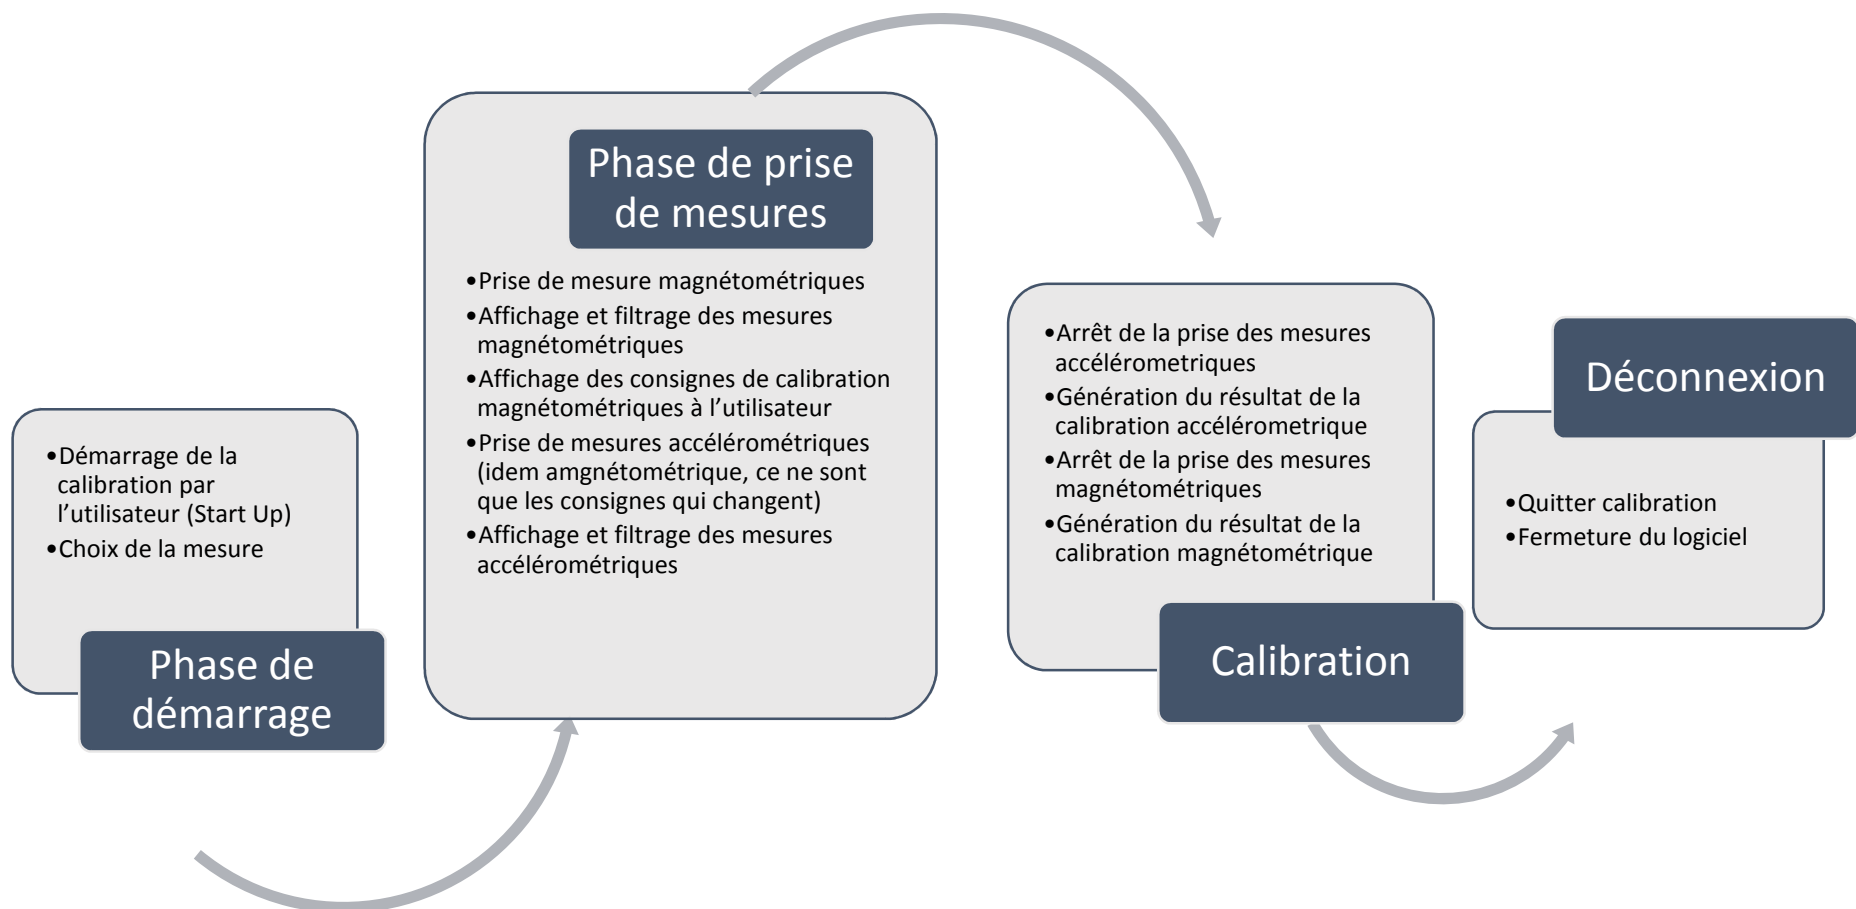 •Démarrage de la
calibration par
l’utilisateur (Start Up)
•Choix de la mesure
Phase de
démarrage
Phase de prise
de mesures
•Prise de mesure magnétométriques
•Affichage et filtrage des mesures
magnétométriques
•Affichage des consignes de calibration
magnétométriques à l’utilisateur
•Prise de mesures accélérométriques
(idem amgnétométrique, ce ne sont
que les consignes qui changent)
•Affichage et filtrage des mesures
accélérométriques
•Arrêt de la prise des mesures
accélérometriques
•Génération du résultat de la
calibration accélérometrique
•Arrêt de la prise des mesures
magnétométriques
•Génération du résultat de la
calibration magnétométrique
Calibration
Déconnexion
•Quitter calibration
•Fermeture du logiciel